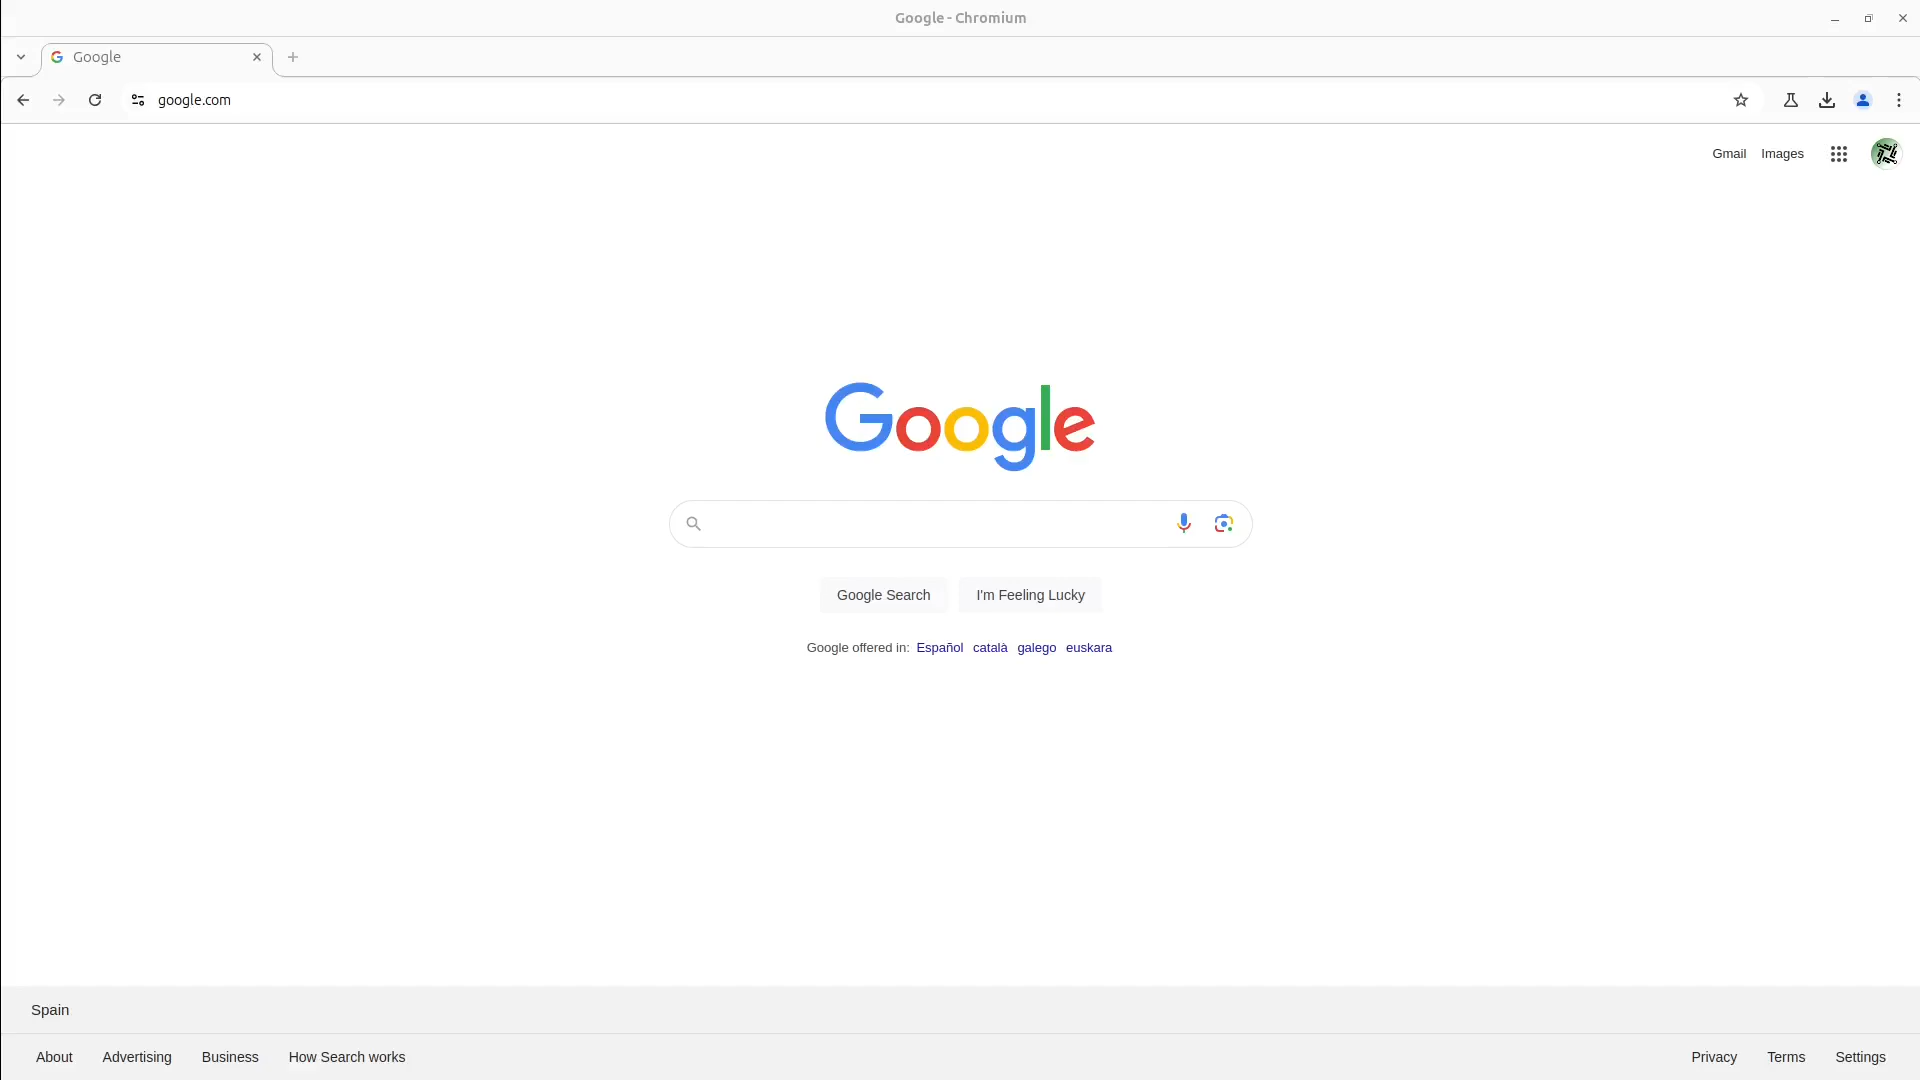 Google - Chromium
Google
google.com
Gmail Images
Google
Google Search I'm Feeling Lucky
Google offered in: Español català galego euskara
Spain
About Advertising Business How Search works Privacy Terms Settings